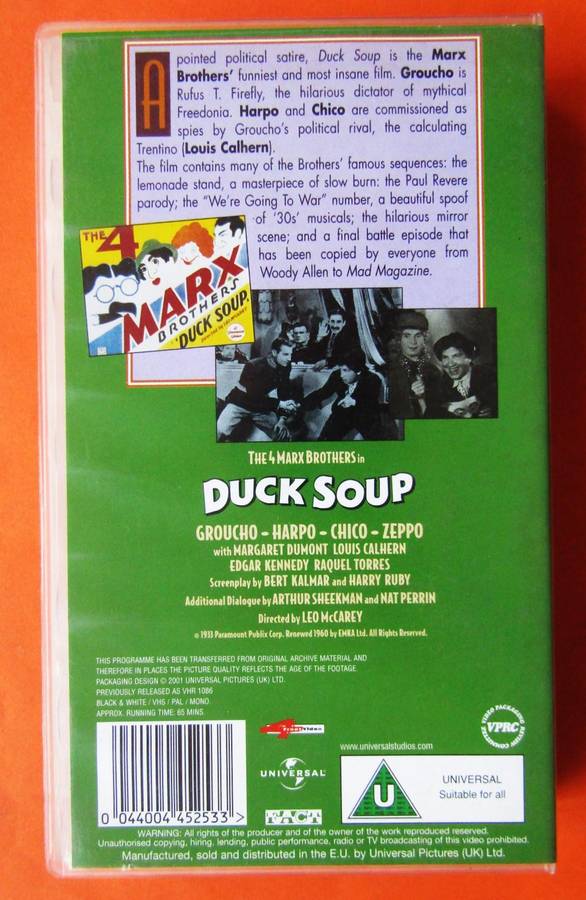 A pointed political satire, Duck Soup is the Marx
Brothers' funniest and most insane film. Groucho is
Rufus T. Firefly, the hilarious dictator of mythical
Freedonia. Harpo and Chico are commissioned as
spies by Groucho's political rival, the calculating
Trentino (Louis Calhern).
The film contains many of the Brothers' famous sequences: the
lemonade stand, a masterpiece of slow burn: the Paul Revere
parody; the "We're Going To War" number, a beautiful spoof
of '30s' musicals; the hilarious mirror
scene; and a final battle episode that
has been copied by everyone from
Woody Allen to Mad Magazine.
THE 4
MARX
BROTHERS
"DUCK SOUP"
THE 4 MARX BROTHERS in
DUCK SOUP
GROUCHO - HARPO - CHICO - ZEPPO
with MARGARET DUMONT LOUIS CALHERN
EDGAR KENNEDY RAQUEL TORRES
Screenplay by BERT KALMAR and HARRY RUBY
Additional Dialogue by ARTHUR SHEEKMAN and NAT PERRIN
Directed by LEO McCAREY
© 1933 Paramount Publix Corp. Renewed 1960 by EMKA Ltd. All Rights Reserved.
THIS PROGRAMME HAS BEEN TRANSFERRED FROM ORIGINAL ARCHIVE MATERIAL AND
THEREFORE IN PLACES THE PICTURE QUALITY REFLECTS THE AGE OF THE FOOTAGE.
PACKAGING DESIGN © 2001 UNIVERSAL PICTURES (UK) LTD.
PREVIOUSLY RELEASED AS VHR 1086
BLACK & WHITE / VHS / PAL / MONO.
APPROX. RUNNING TIME: 65 MINS.
0 044004 452533 >
4 Front Video
UNIVERSAL
FACT
www.universalstudios.com
VIDEO PACKAGING REVIEW COMMITTEE
VPRC
U
UNIVERSAL
Suitable for all
WARNING: All rights of the producer and of the owner of the work reproduced reserved.
Unauthorised copying, hiring, lending, public performance, radio or TV broadcasting of this video prohibited.
Manufactured, sold and distributed in the E.U. by Universal Pictures (UK) Ltd.